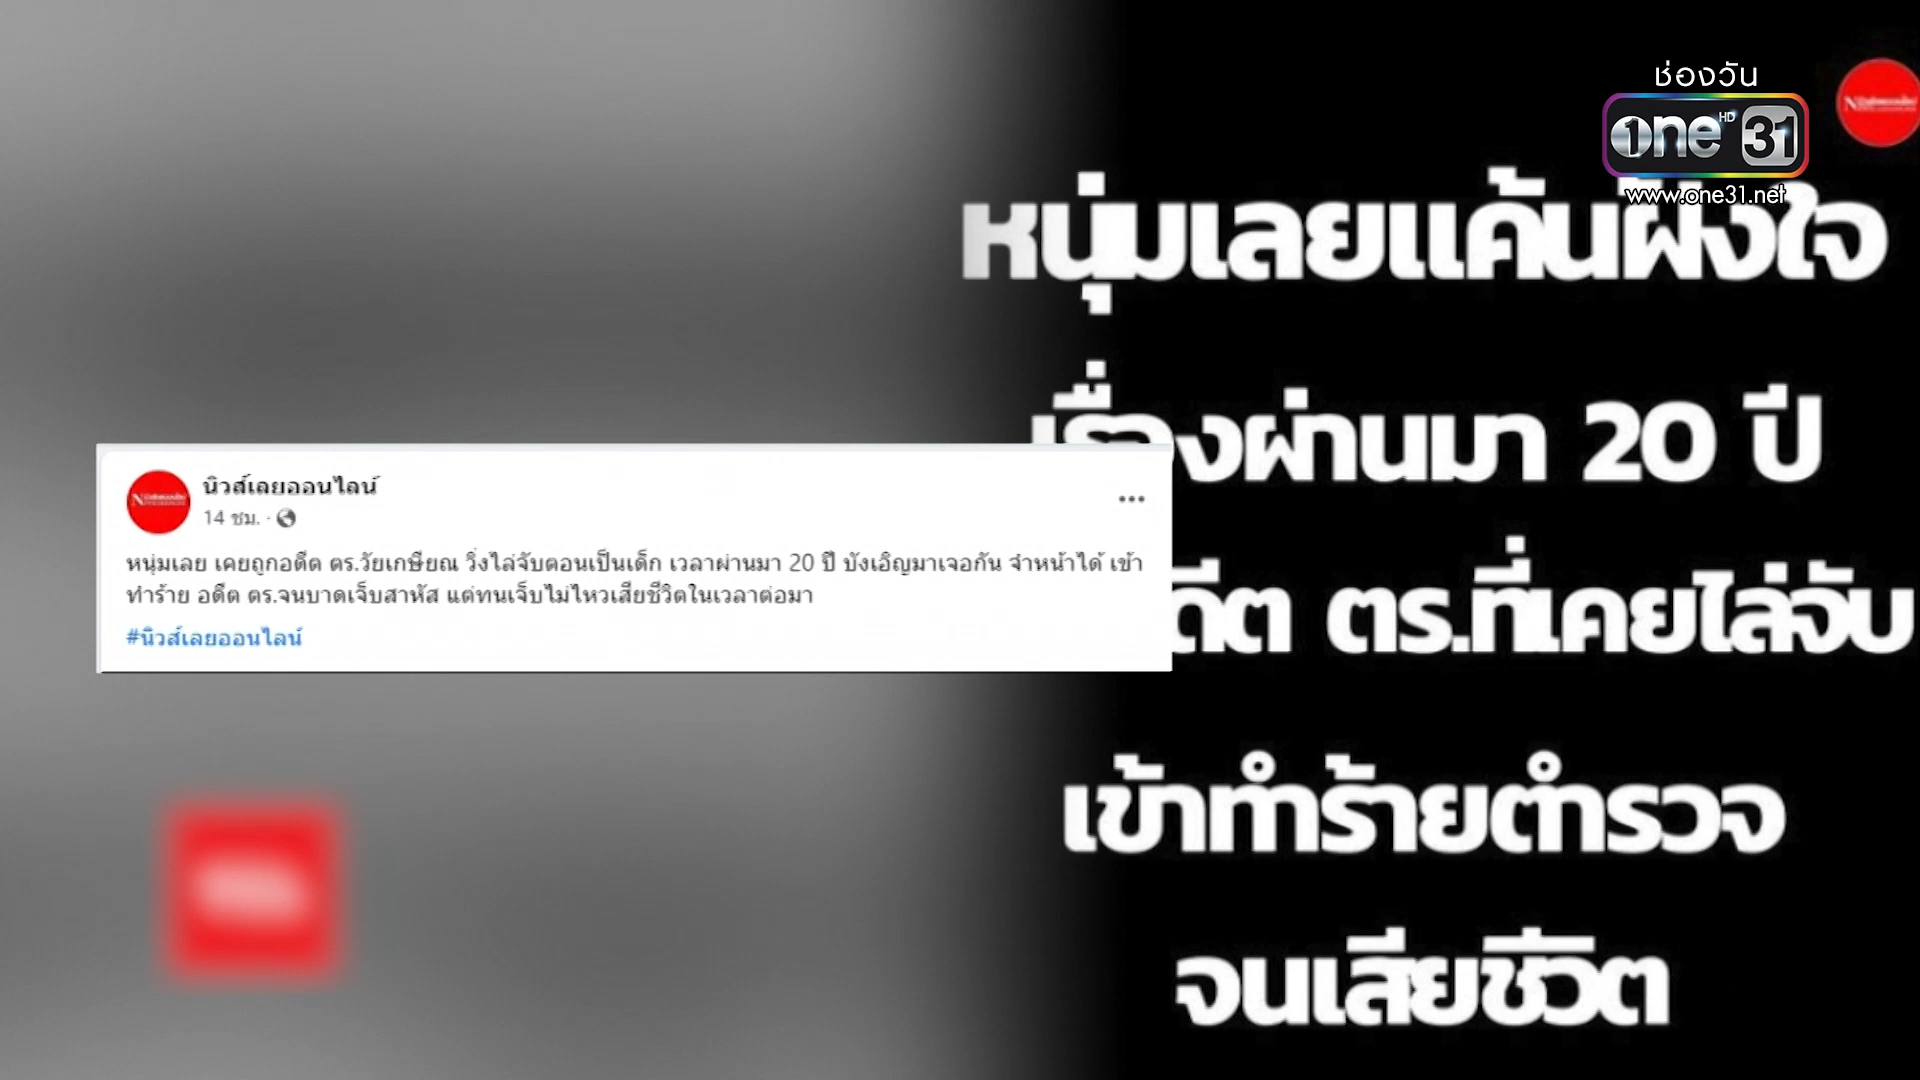 ช่องวัน
one HD 31
www.one31.net
หนุ่มเลยแค้นฝังใจ
เรื่องผ่านมา 20 ปี
ดีต ตร.ที่เคยไล่จับ
เข้าทำร้ายตำรวจ
จนเสียชีวิต
นิวส์เลยออนไลน์
14 ชม. ·
หนุ่มเลย เคยถูกอดีต ตร.วัยเกษียณ วิ่งไล่จับตอนเป็นเด็ก เวลาผ่านมา 20 ปี บังเอิญมาเจอกัน จำหน้าได้ เข้า
ทำร้าย อดีต ตร.จนบาดเจ็บสาหัส แต่ทนเจ็บไม่ไหวเสียชีวิตในเวลาต่อมา
#นิวส์เลยออนไลน์